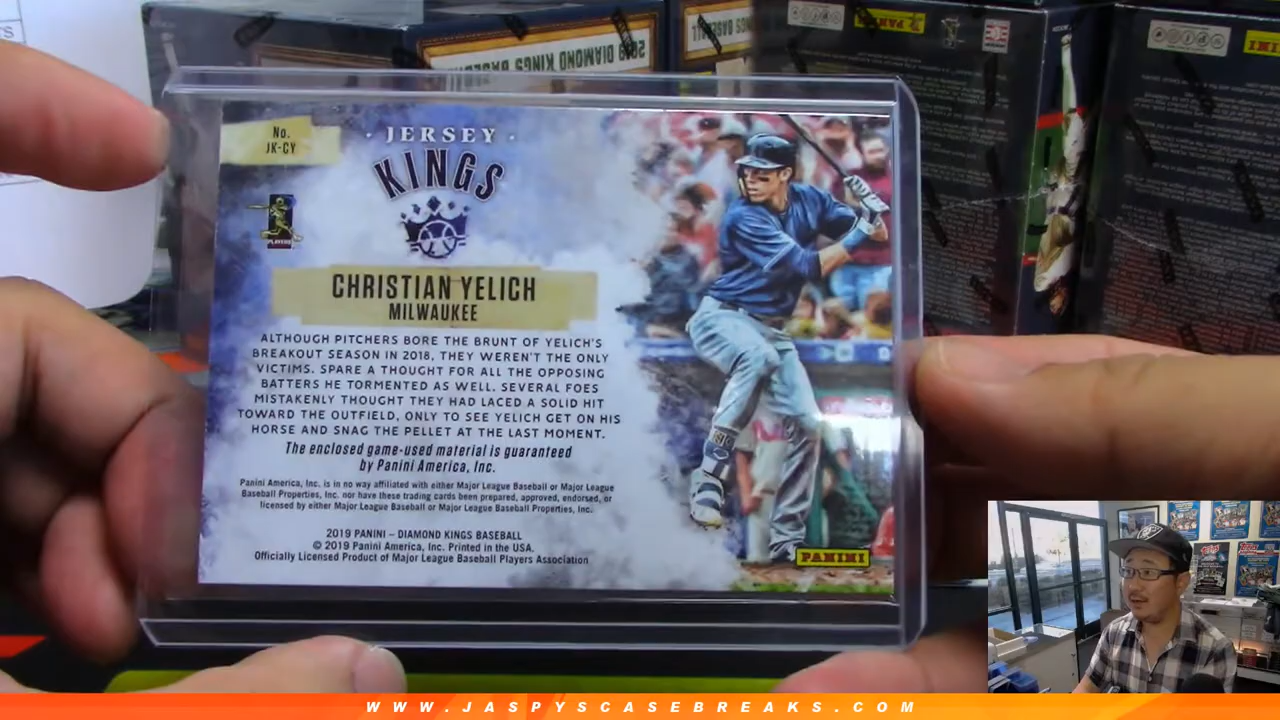 2019 DIAMOND KINGS BASEBALL
PANINI
No.
JK-CY
· JERSEY ·
KINGS
PLAYERS
CHRISTIAN YELICH
MILWAUKEE
ALTHOUGH PITCHERS BORE THE BRUNT OF YELICH'S
BREAKOUT SEASON IN 2018, THEY WEREN'T THE ONLY
VICTIMS. SPARE A THOUGHT FOR ALL THE OPPOSING
BATTERS HE TORMENTED AS WELL. SEVERAL FOES
MISTAKENLY THOUGHT THEY HAD LACED A SOLID HIT
TOWARD THE OUTFIELD, ONLY TO SEE YELICH GET ON HIS
HORSE AND SNAG THE PELLET AT THE LAST MOMENT.
The enclosed game-used material is guaranteed
by Panini America, Inc.
Panini America, Inc. is in no way affiliated with either Major League Baseball or Major League
Baseball Properties, Inc. nor have these trading cards been prepared, approved, endorsed, or
licensed by either Major League Baseball or Major League Baseball Properties, Inc.
2019 PANINI – DIAMOND KINGS BASEBALL
© 2019 Panini America, Inc. Printed in the USA.
Officially Licensed Product of Major League Baseball Players Association
PANINI
WWW.JASPYSCASEBREAKS.COM